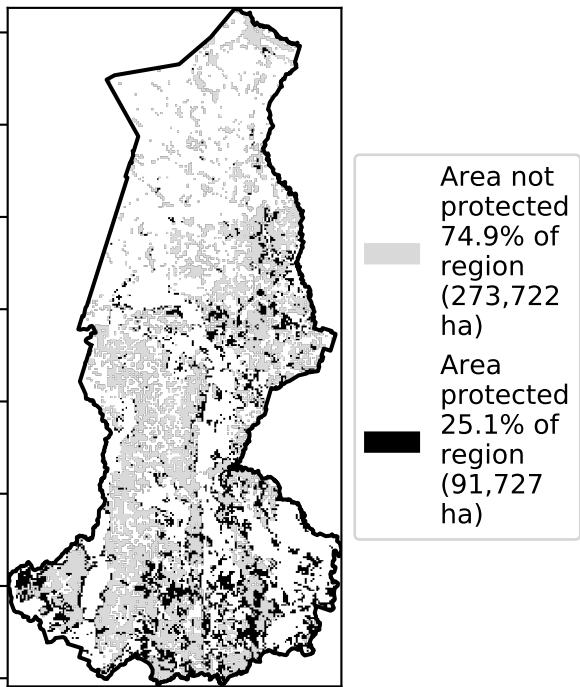 Area not
protected
74.9% of
region
(273,722
ha)
Area
protected
25.1% of
region
(91,727
ha)